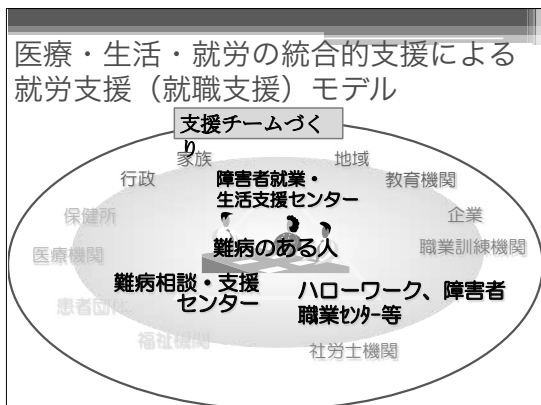 医療・生活・就労の統合的支援による
就労支援（就職支援）モデル
支援チームづく
り
家族
地域
行政
障害者就業・
生活支援センター
教育機関
保健所
企業
医療機関
難病のある人
職業訓練機関
難病相談・支援
センター
ハローワーク、障害者
職業ｾﾝﾀｰ等
患者団体
福祉機関
社労士機関